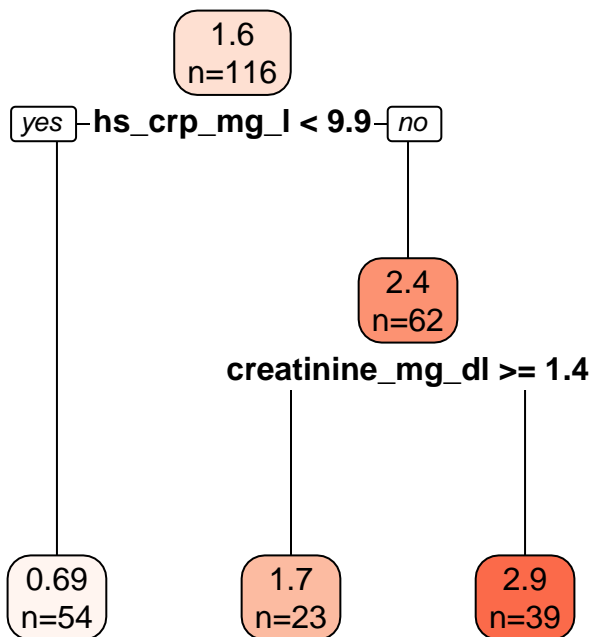 1.6
n=116
yes hs_crp_mg_l < 9.9 no
2.4
n=62
creatinine_mg_dl >= 1.4
0.69
n=54
1.7
n=23
2.9
n=39